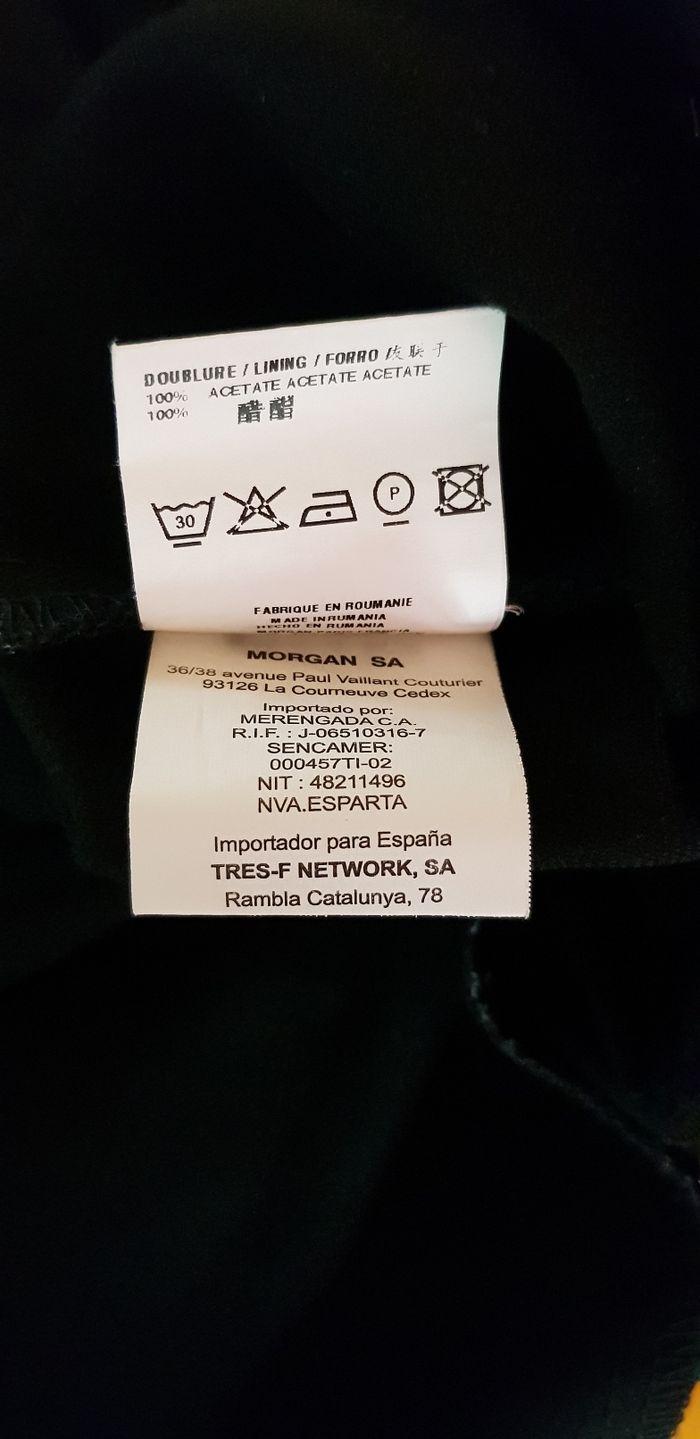 DOUBLURE / LINING / FORRO
100% ACETATE ACETATE ACETATE
100% 醋酯
30
P
FABRIQUE EN ROUMANIE
MADE IN RUMANIA
HECHO EN RUMANIA
MORGAN SA
36/38 avenue Paul Vaillant Couturier
93126 La Courneuve Cedex
Importado por:
MERENGADA C.A.
R.I.F. : J-06510316-7
SENCAMER:
000457TI-02
NIT : 48211496
NVA.ESPARTA
Importador para España
TRES-F NETWORK, SA
Rambla Catalunya, 78